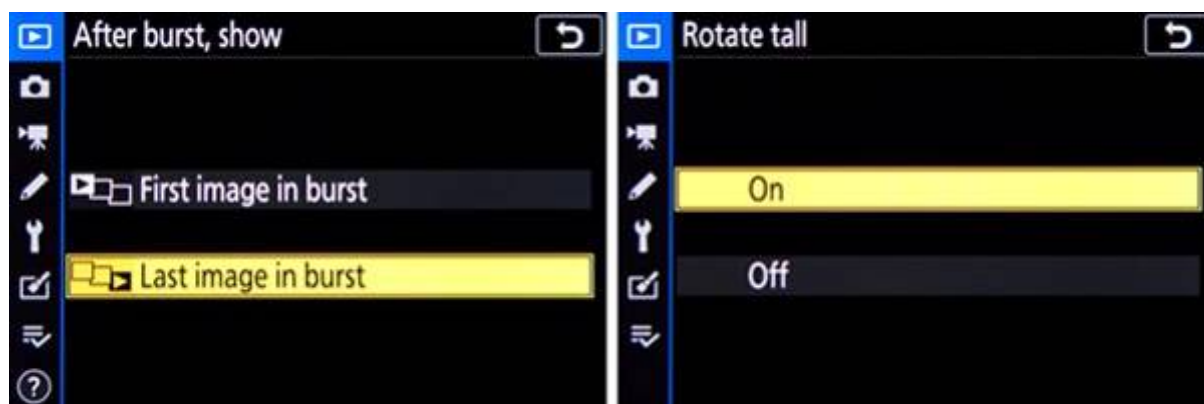 After burst, show
First image in burst
Last image in burst
Rotate tall
On
Off
?